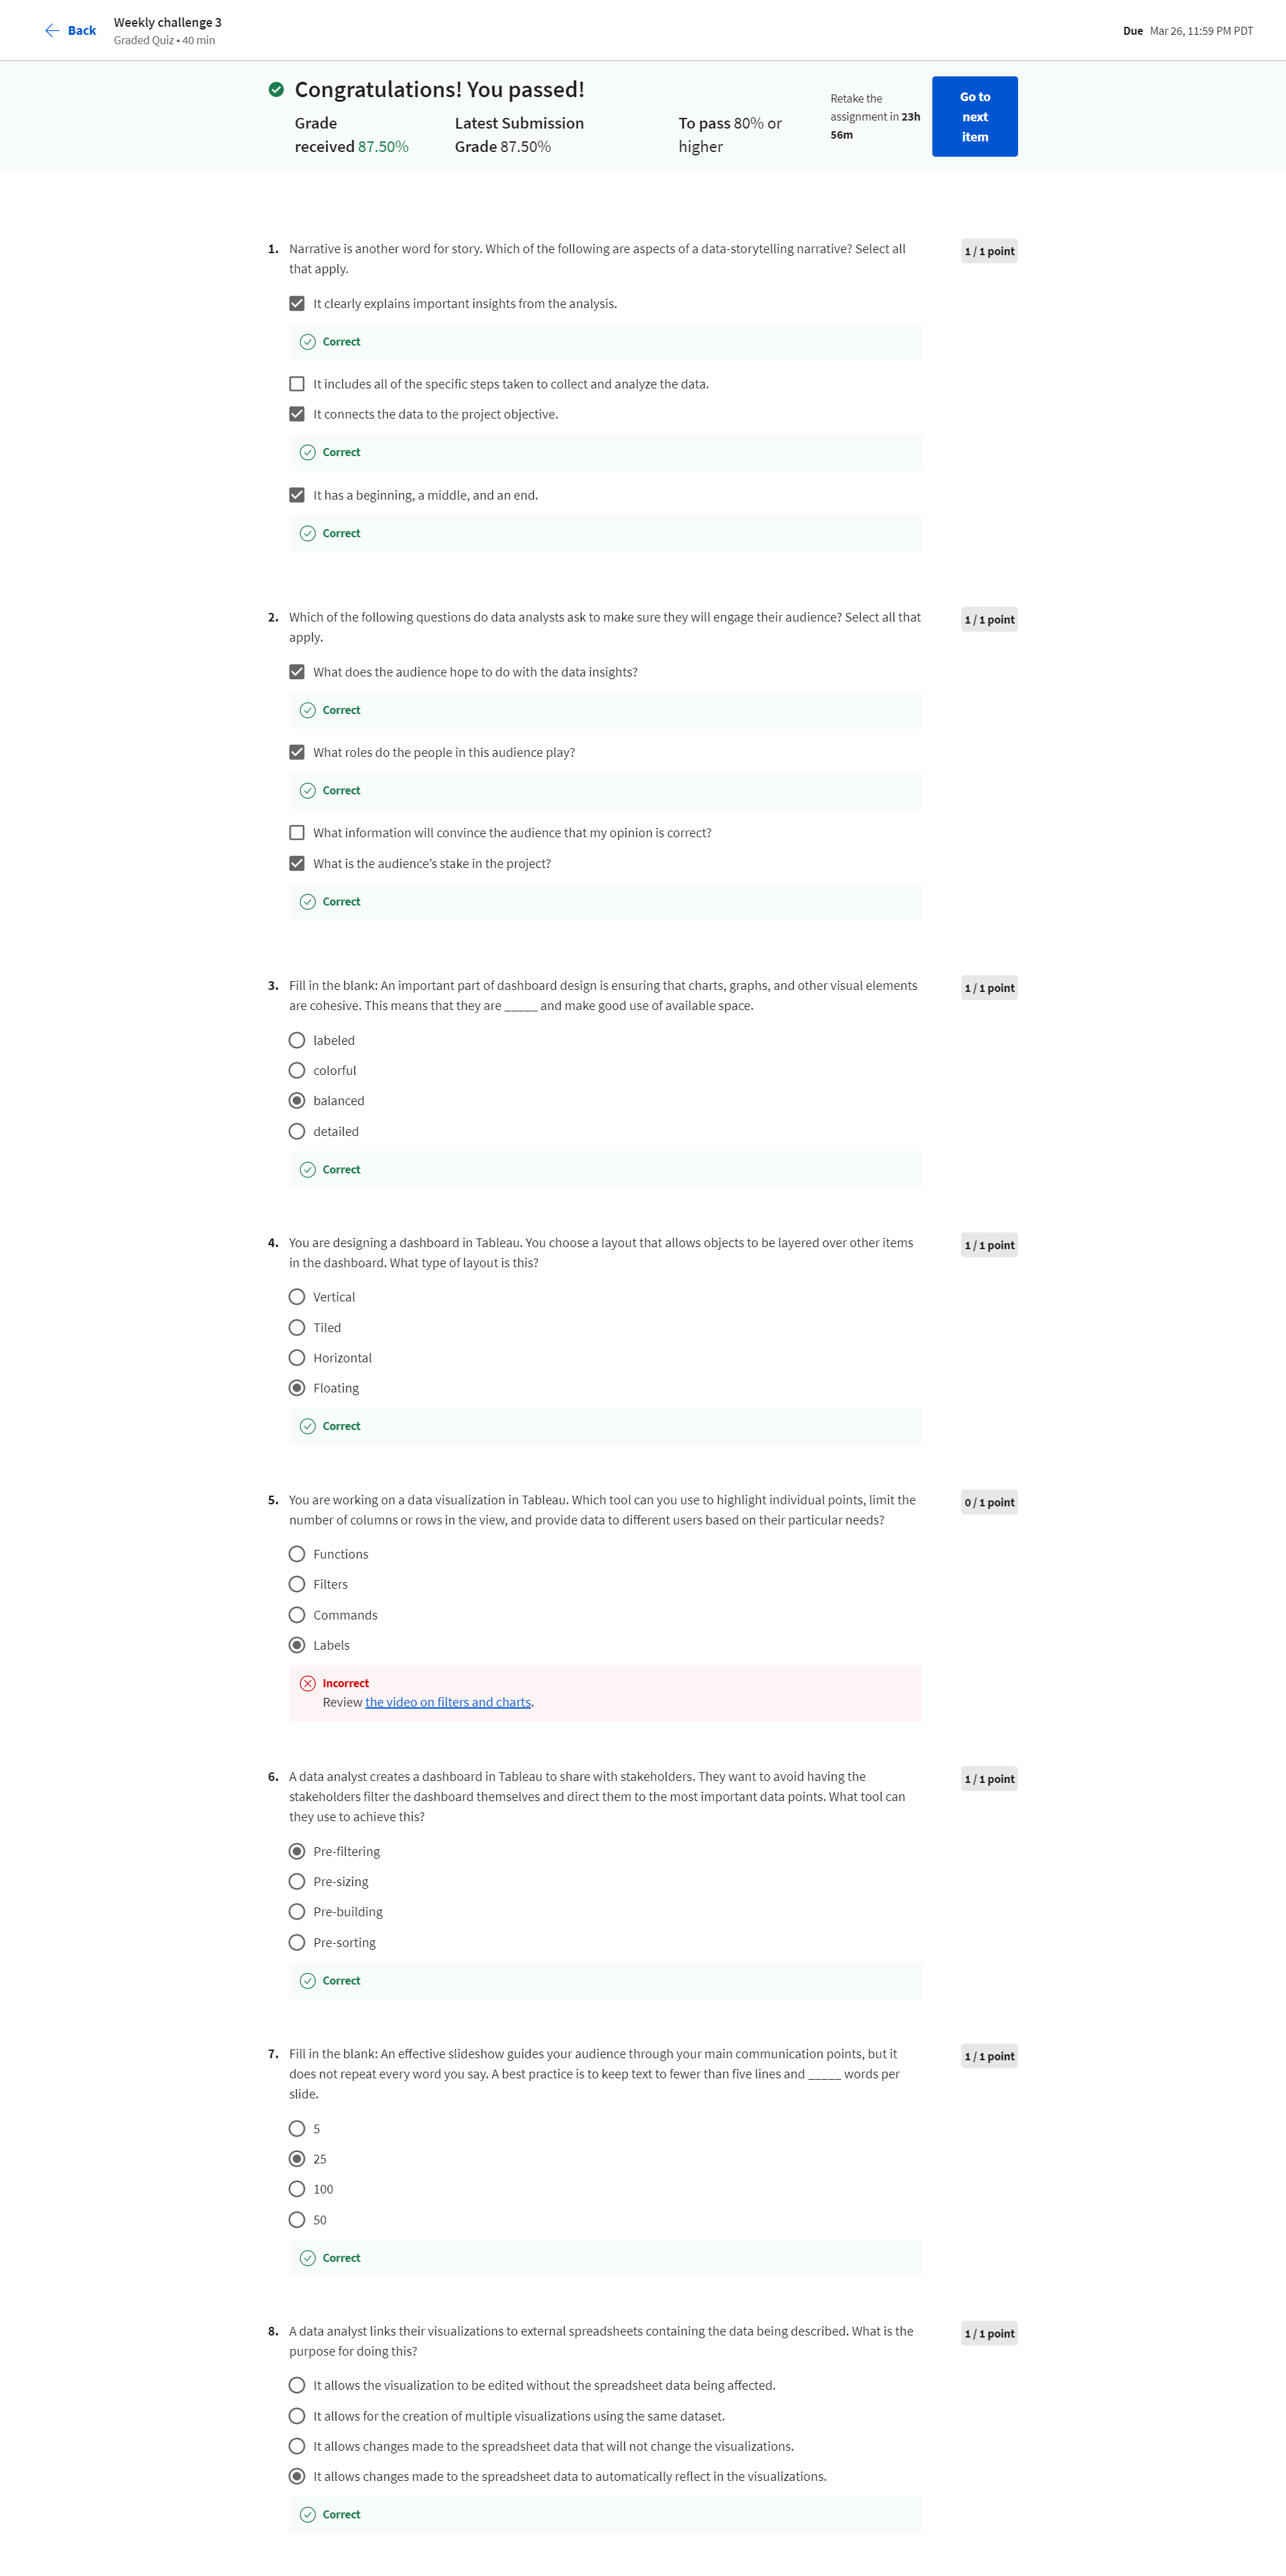 Back
Weekly challenge 3
Graded Quiz • 40 min
Due Mar 26, 11:59 PM PDT
Congratulations! You passed!
Grade
received 87.50%
Latest Submission
Grade 87.50%
To pass 80% or
higher
Retake the
assignment in 23h
56m
Go to
next
item
1. Narrative is another word for story. Which of the following are aspects of a data-storytelling narrative? Select all
that apply.
1 / 1 point
It clearly explains important insights from the analysis.
Correct
It includes all of the specific steps taken to collect and analyze the data.
It connects the data to the project objective.
Correct
It has a beginning, a middle, and an end.
Correct
2. Which of the following questions do data analysts ask to make sure they will engage their audience? Select all that
apply.
1 / 1 point
What does the audience hope to do with the data insights?
Correct
What roles do the people in this audience play?
Correct
What information will convince the audience that my opinion is correct?
What is the audience’s stake in the project?
Correct
3. Fill in the blank: An important part of dashboard design is ensuring that charts, graphs, and other visual elements
are cohesive. This means that they are _____ and make good use of available space.
1 / 1 point
labeled
colorful
balanced
detailed
Correct
4. You are designing a dashboard in Tableau. You choose a layout that allows objects to be layered over other items
in the dashboard. What type of layout is this?
1 / 1 point
Vertical
Tiled
Horizontal
Floating
Correct
5. You are working on a data visualization in Tableau. Which tool can you use to highlight individual points, limit the
number of columns or rows in the view, and provide data to different users based on their particular needs?
0 / 1 point
Functions
Filters
Commands
Labels
Incorrect
Review the video on filters and charts.
6. A data analyst creates a dashboard in Tableau to share with stakeholders. They want to avoid having the
stakeholders filter the dashboard themselves and direct them to the most important data points. What tool can
they use to achieve this?
1 / 1 point
Pre-filtering
Pre-sizing
Pre-building
Pre-sorting
Correct
7. Fill in the blank: An effective slideshow guides your audience through your main communication points, but it
does not repeat every word you say. A best practice is to keep text to fewer than five lines and _____ words per
slide.
1 / 1 point
5
25
100
50
Correct
8. A data analyst links their visualizations to external spreadsheets containing the data being described. What is the
purpose for doing this?
1 / 1 point
It allows the visualization to be edited without the spreadsheet data being affected.
It allows for the creation of multiple visualizations using the same dataset.
It allows changes made to the spreadsheet data that will not change the visualizations.
It allows changes made to the spreadsheet data to automatically reflect in the visualizations.
Correct